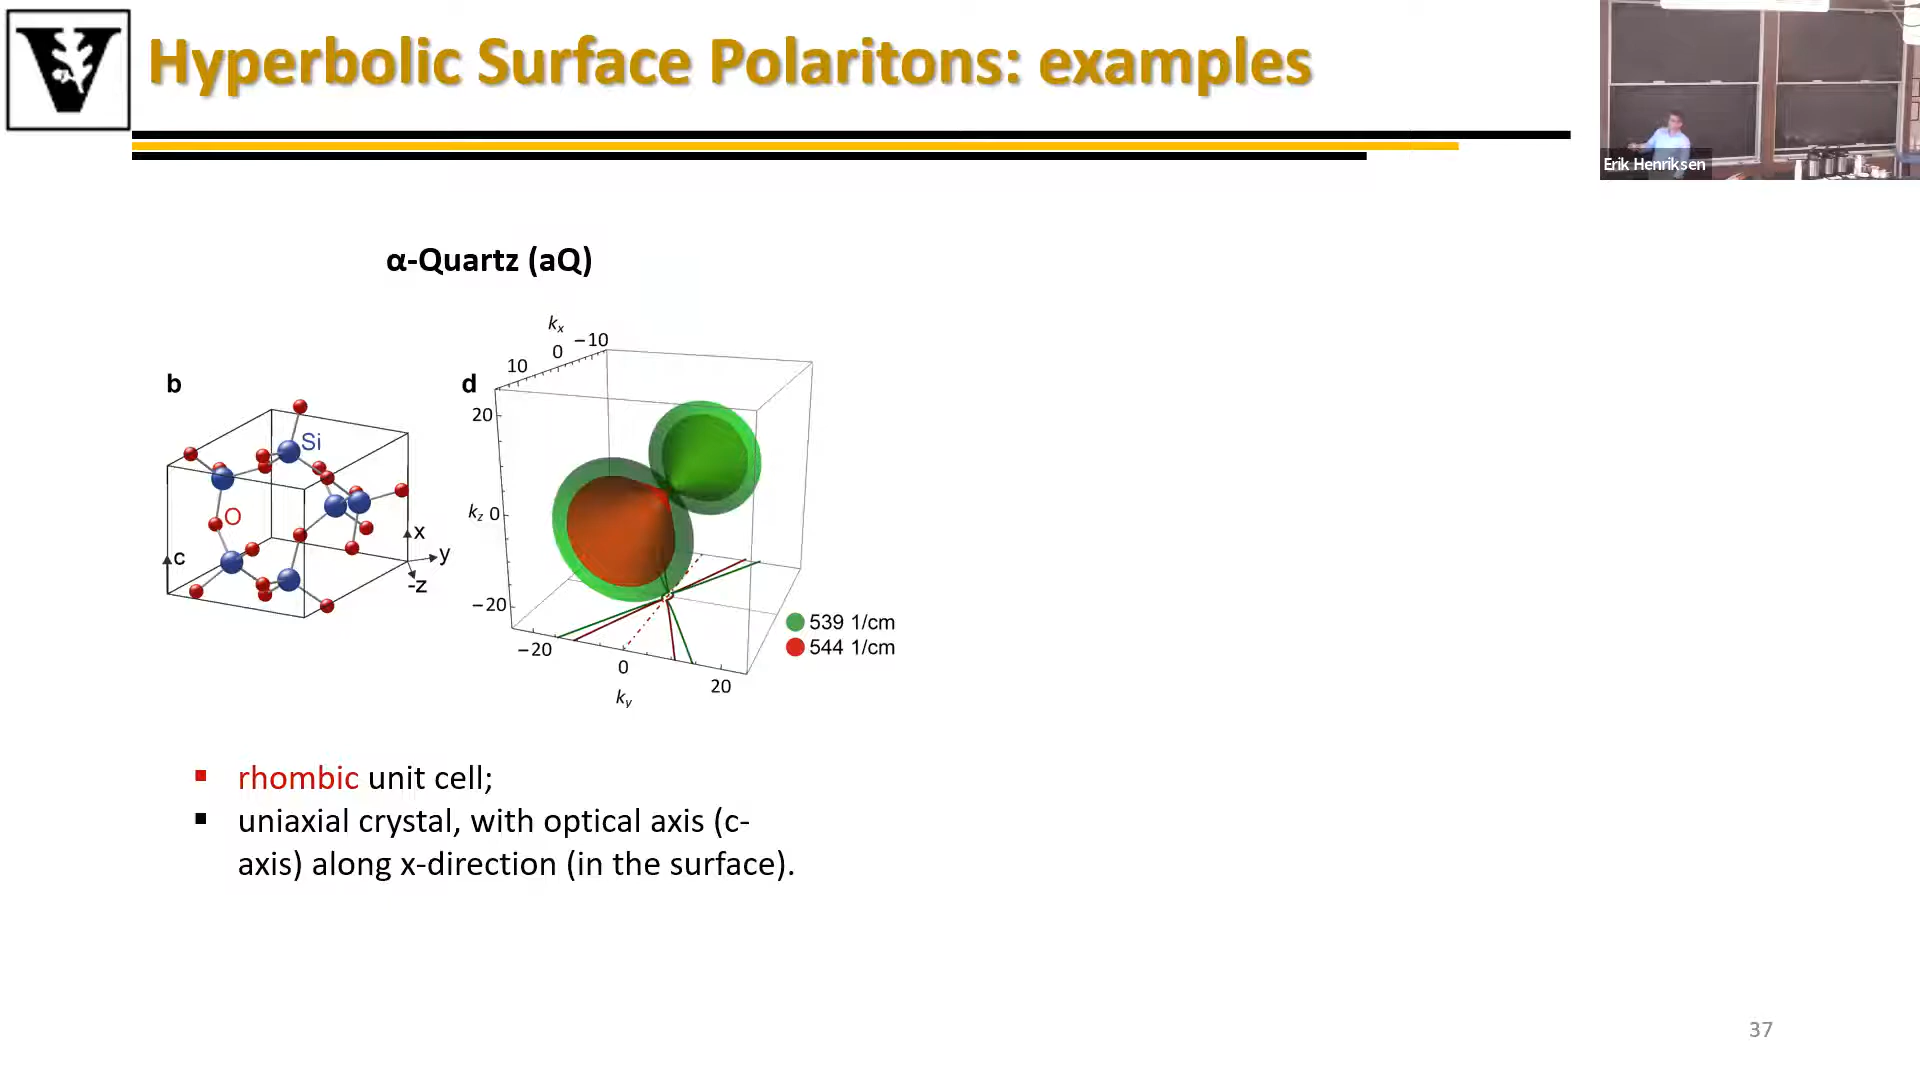 Hyperbolic Surface Polaritons: examples
Erik Henriksen
α-Quartz (aQ)
b
Si
O
c
x
y
-z
d
kx
10 0 −10
20
kz 0
−20
−20
0
20
ky
539 1/cm
544 1/cm
▪ rhombic unit cell;
▪ uniaxial crystal, with optical axis (c-
axis) along x-direction (in the surface).
37